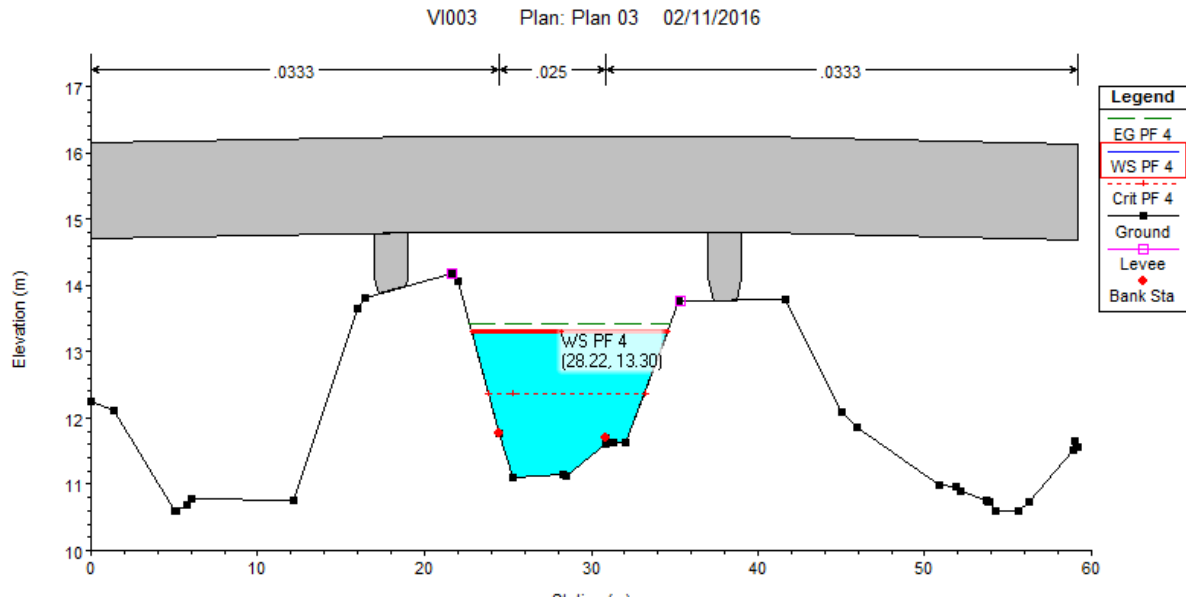 VI003 Plan: Plan 03 02/11/2016
.0333 .025 .0333
Legend
EG PF 4
WS PF 4
Crit PF 4
Ground
Levee
Bank Sta
17
16
15
14
13
12
11
10
Elevation (m)
WS PF 4
(28.22, 13.30)
0 10 20 30 40 50 60